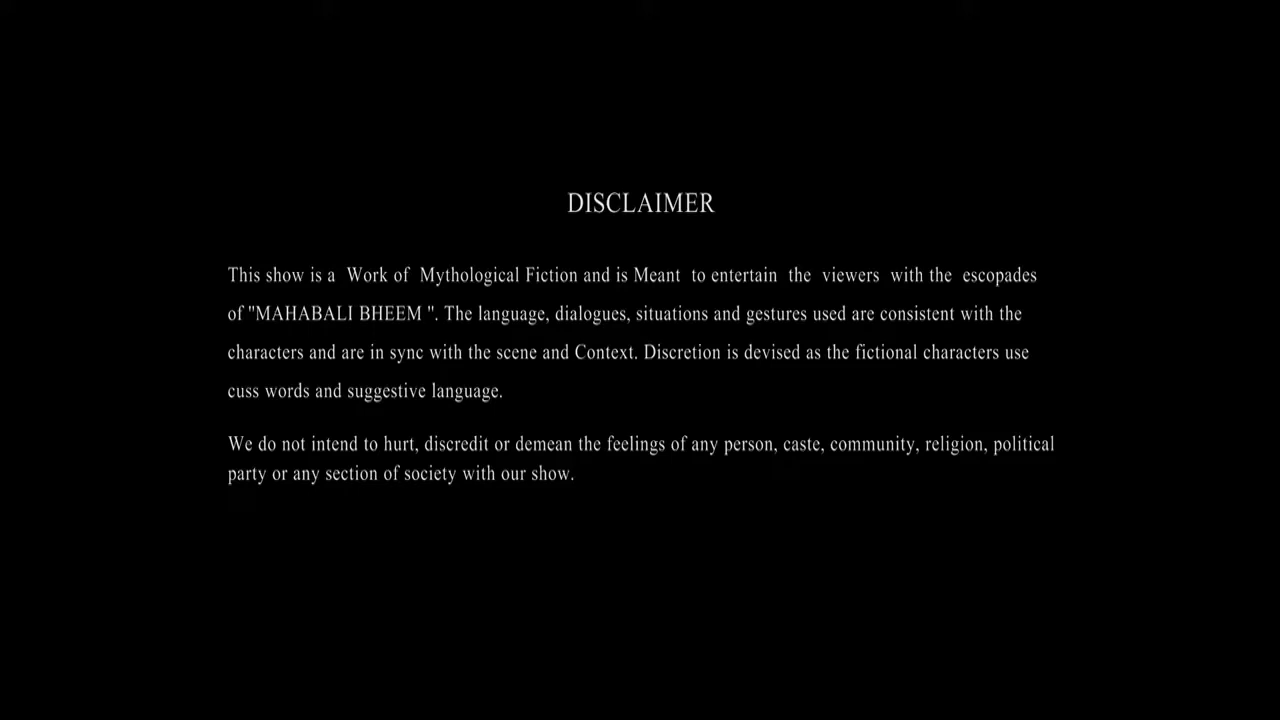 DISCLAIMER
This show is a Work of Mythological Fiction and is Meant to entertain the viewers with the escopades
of "MAHABALI BHEEM ". The language, dialogues, situations and gestures used are consistent with the
characters and are in sync with the scene and Context. Discretion is devised as the fictional characters use
cuss words and suggestive language.
We do not intend to hurt, discredit or demean the feelings of any person, caste, community, religion, political
party or any section of society with our show.